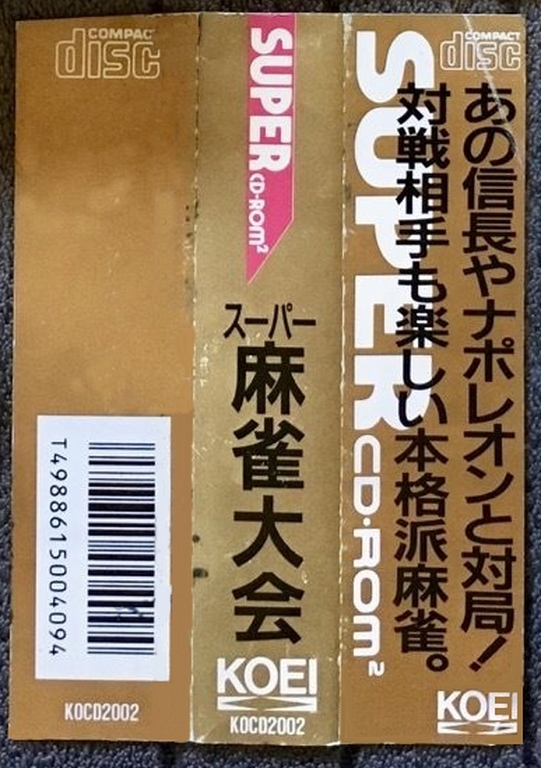 COMPACT
disc
SUPER CD-ROM²
あの信長やナポレオンと対局！
対戦相手も楽しい本格派麻雀。
KOEI
SUPER CD-ROM²
スーパー
麻雀大会
KOEI
KOCD2002
COMPAC
disc
T4988615004094
KOCD2002